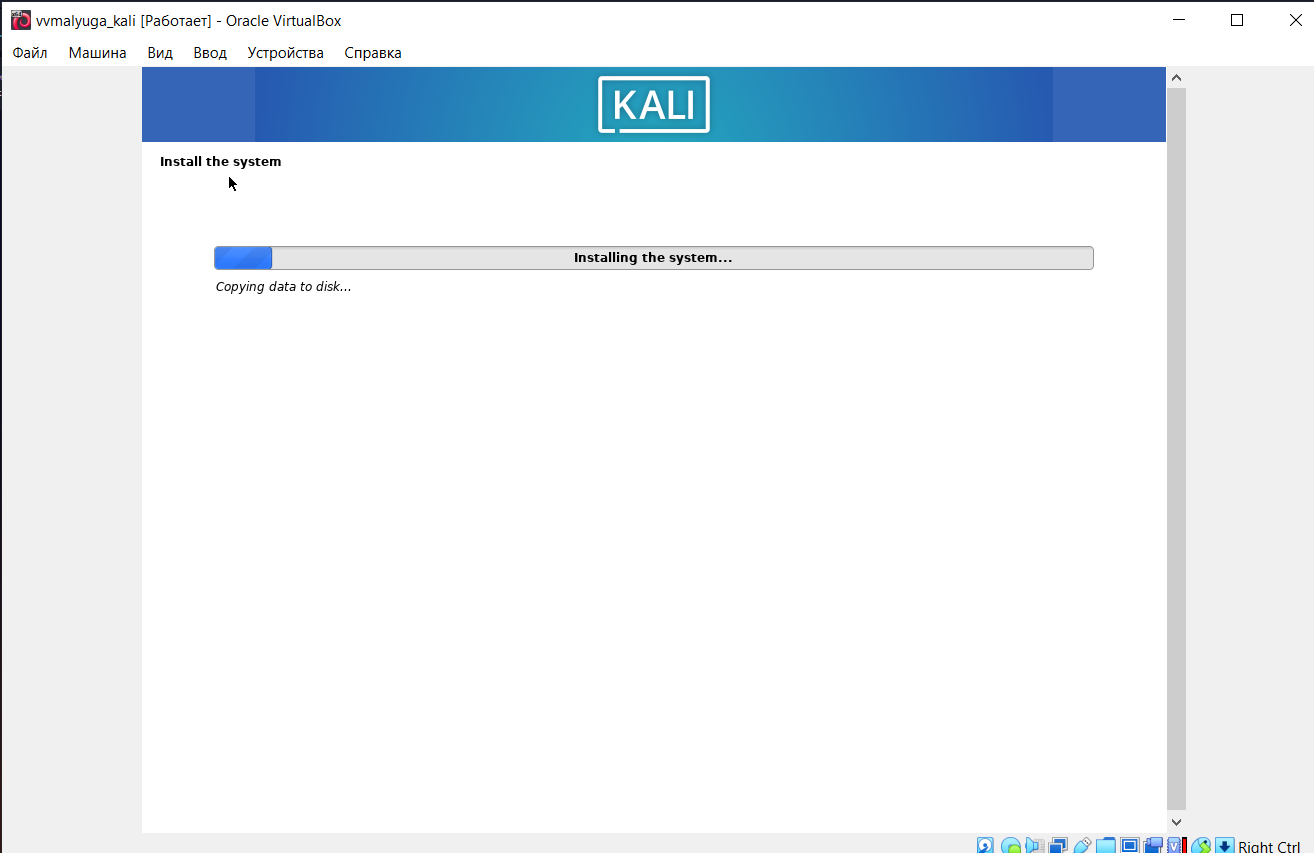 vvmalyuga_kali [Работает] - Oracle VirtualBox
Файл Машина Вид Ввод Устройства Справка
KALI
Install the system
Installing the system...
Copying data to disk...
Right Ctrl